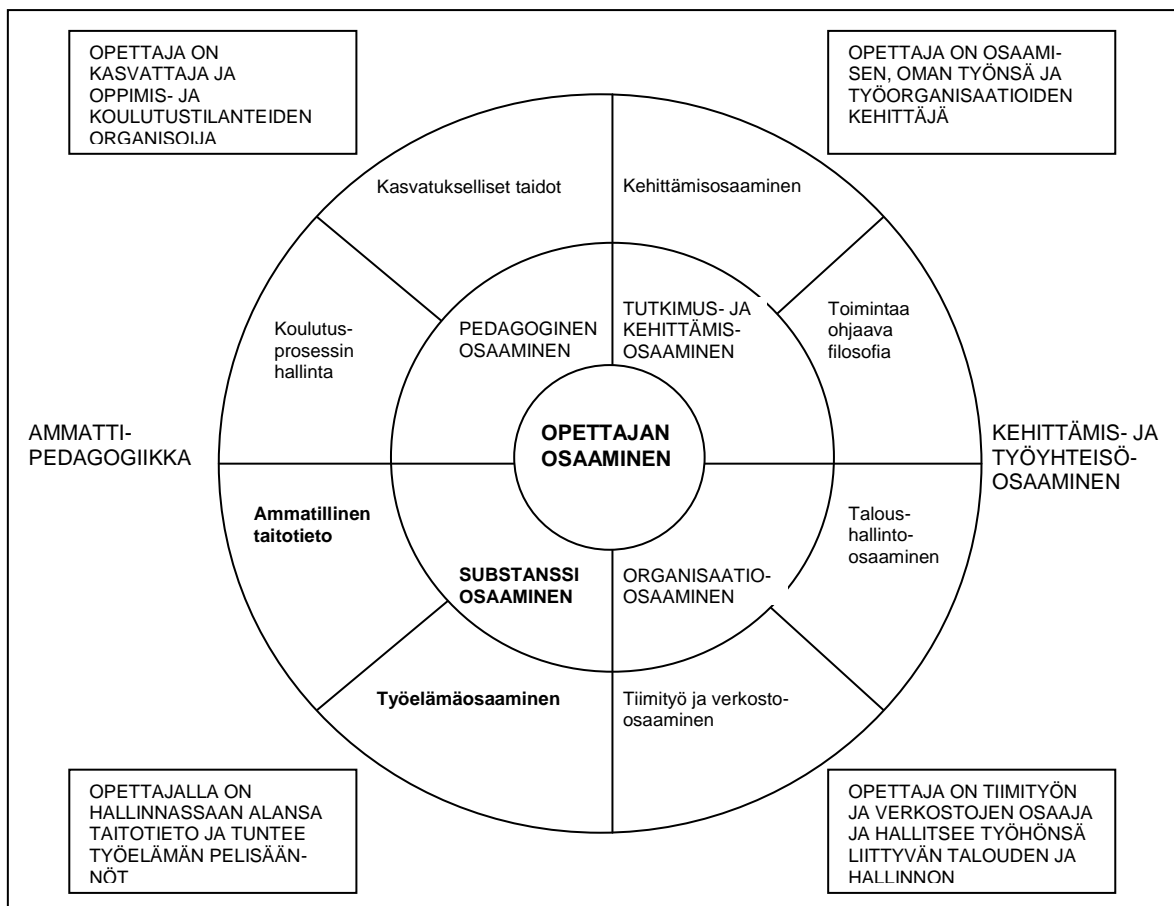 OPETTAJA ON
KASVATTAJA JA
OPPIMIS- JA
KOULUTUSTILANTEIDEN
ORGANISOIJA
OPETTAJA ON OSAAMI-
SEN, OMAN TYÖNSÄ JA
TYÖORGANISAATIOIDEN
KEHITTÄJÄ
Kasvatukselliset taidot
Kehittämisosaaminen
Koulutus-
prosessin
hallinta
PEDAGOGINEN
OSAAMINEN
TUTKIMUS- JA
KEHITTÄMIS-
OSAAMINEN
Toimintaa
ohjaava
filosofia
AMMATTI-
PEDAGOGIIKKA
OPETTAJAN
OSAAMINEN
KEHITTÄMIS- JA
TYÖYHTEISÖ-
OSAAMINEN
Ammatillinen
taitotieto
SUBSTANSSI
OSAAMINEN
ORGANISAATIO-
OSAAMINEN
Talous-
hallinto-
osaaminen
Työelämäosaaminen
Tiimityö ja verkosto-
osaaminen
OPETTAJALLA ON
HALLINNASSAAN ALANSA
TAITOTIETO JA TUNTEE
TYÖELÄMÄN PELISÄÄN-
NÖT
OPETTAJA ON TIIMITYÖN
JA VERKOSTOJEN OSAAJA
JA HALLITSEE TYÖHÖNSÄ
LIITTYVÄN TALOUDEN JA
HALLINNON